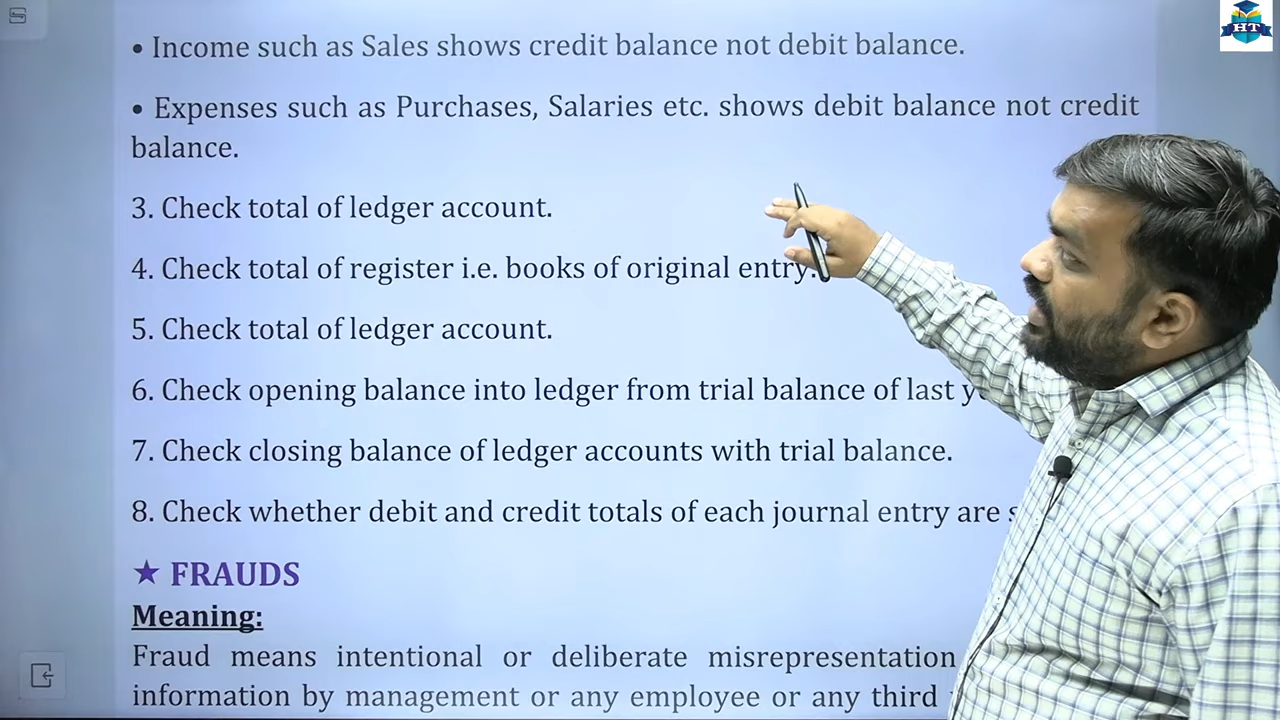 • Income such as Sales shows credit balance not debit balance.
• Expenses such as Purchases, Salaries etc. shows debit balance not credit
balance.
3. Check total of ledger account.
4. Check total of register i.e. books of original entry.
5. Check total of ledger account.
6. Check opening balance into ledger from trial balance of last
7. Check closing balance of ledger accounts with trial balance.
8. Check whether debit and credit totals of each journal entry are
★ FRAUDS
Meaning:
Fraud means intentional or deliberate misrepresentation
information by management or any employee or any third
HT